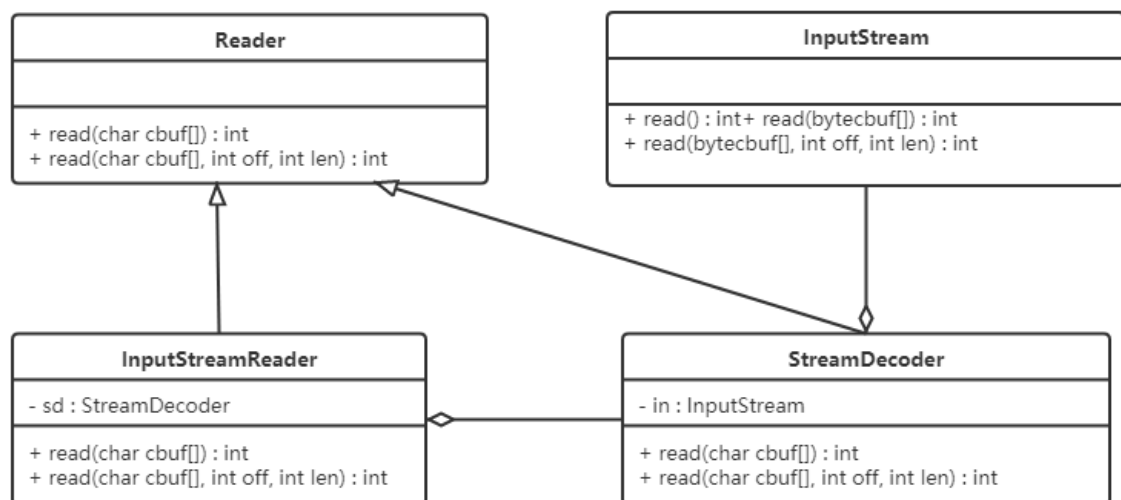 Reader
+ read(char cbuf[]) : int
+ read(char cbuf[], int off, int len) : int
InputStream
+ read() : int+ read(bytecbuf[]) : int
+ read(bytecbuf[], int off, int len) : int
InputStreamReader
- sd : StreamDecoder
+ read(char cbuf[]) : int
+ read(char cbuf[], int off, int len) : int
StreamDecoder
- in : InputStream
+ read(char cbuf[]) : int
+ read(char cbuf[], int off, int len) : int